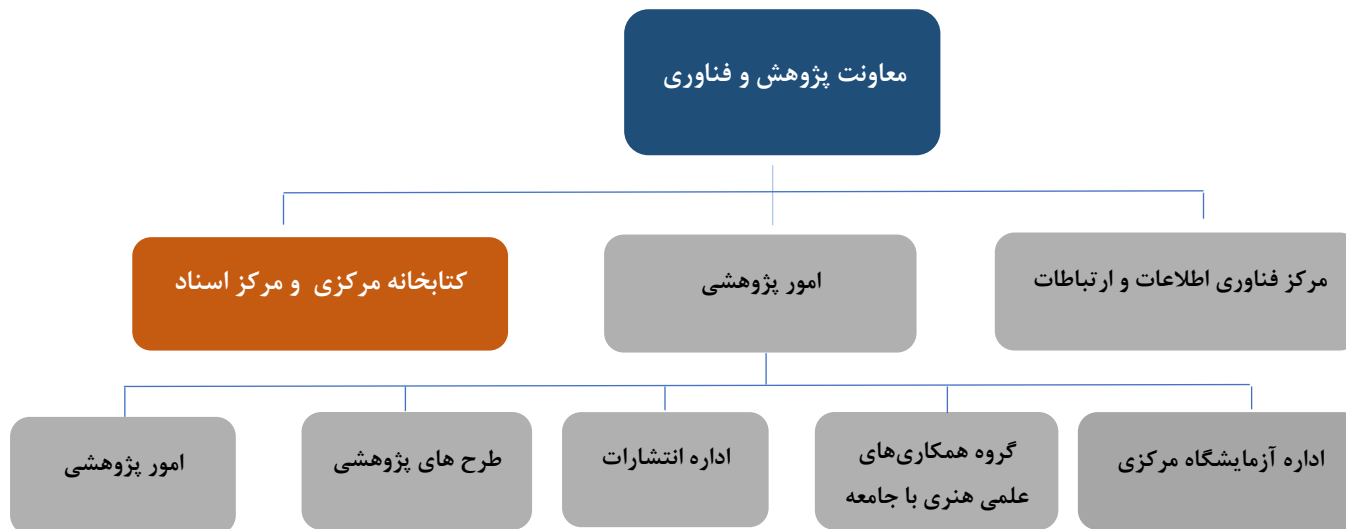 معاونت پژوهش و فناوری
مرکز فناوری اطلاعات و ارتباطات
امور پژوهشی
کتابخانه مرکزی و مرکز اسناد
اداره آزمایشگاه مرکزی
گروه همکاری‌های
علمی هنری با جامعه
اداره انتشارات
طرح های پژوهشی
امور پژوهشی